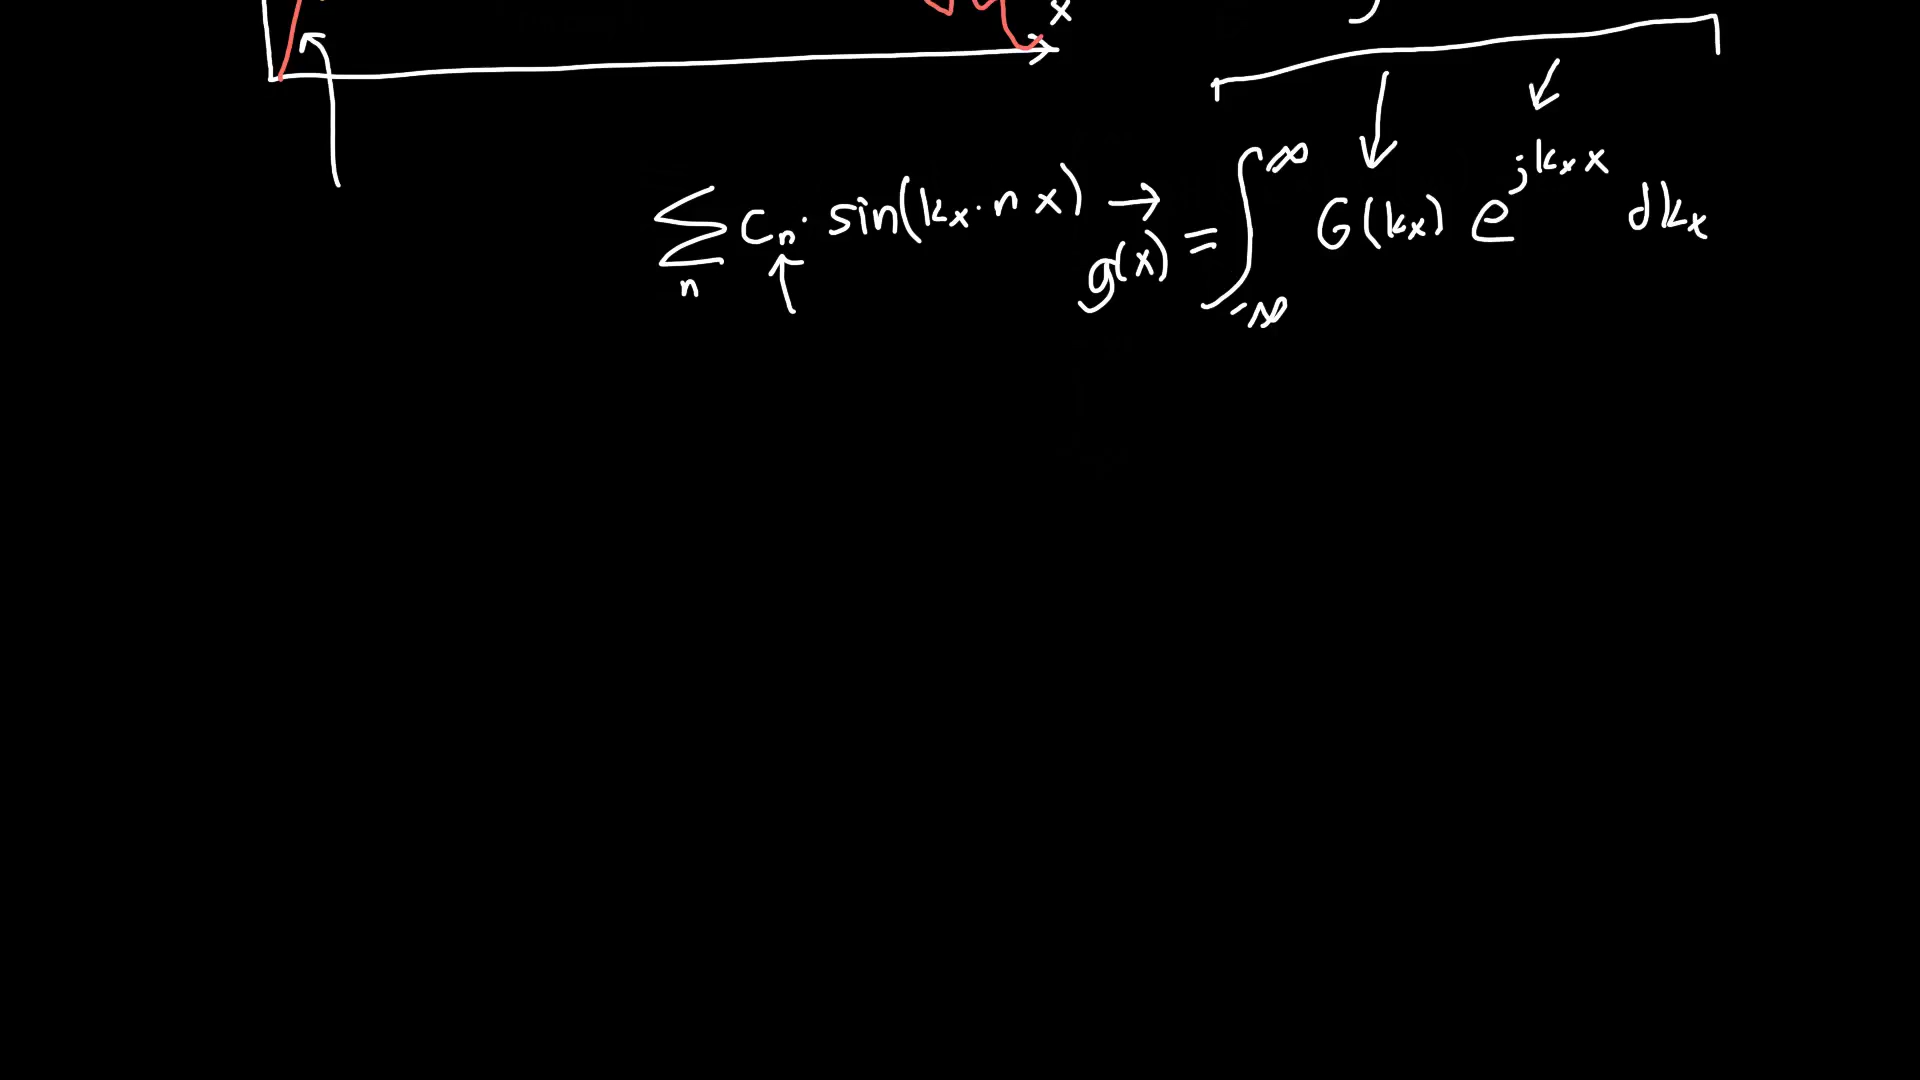 x
∑ₙ Cₙ · sin(kₓ · n x) → g(x) = ∫_{-∞}^{∞} G(kₓ) e^{jkₓx} dkₓ